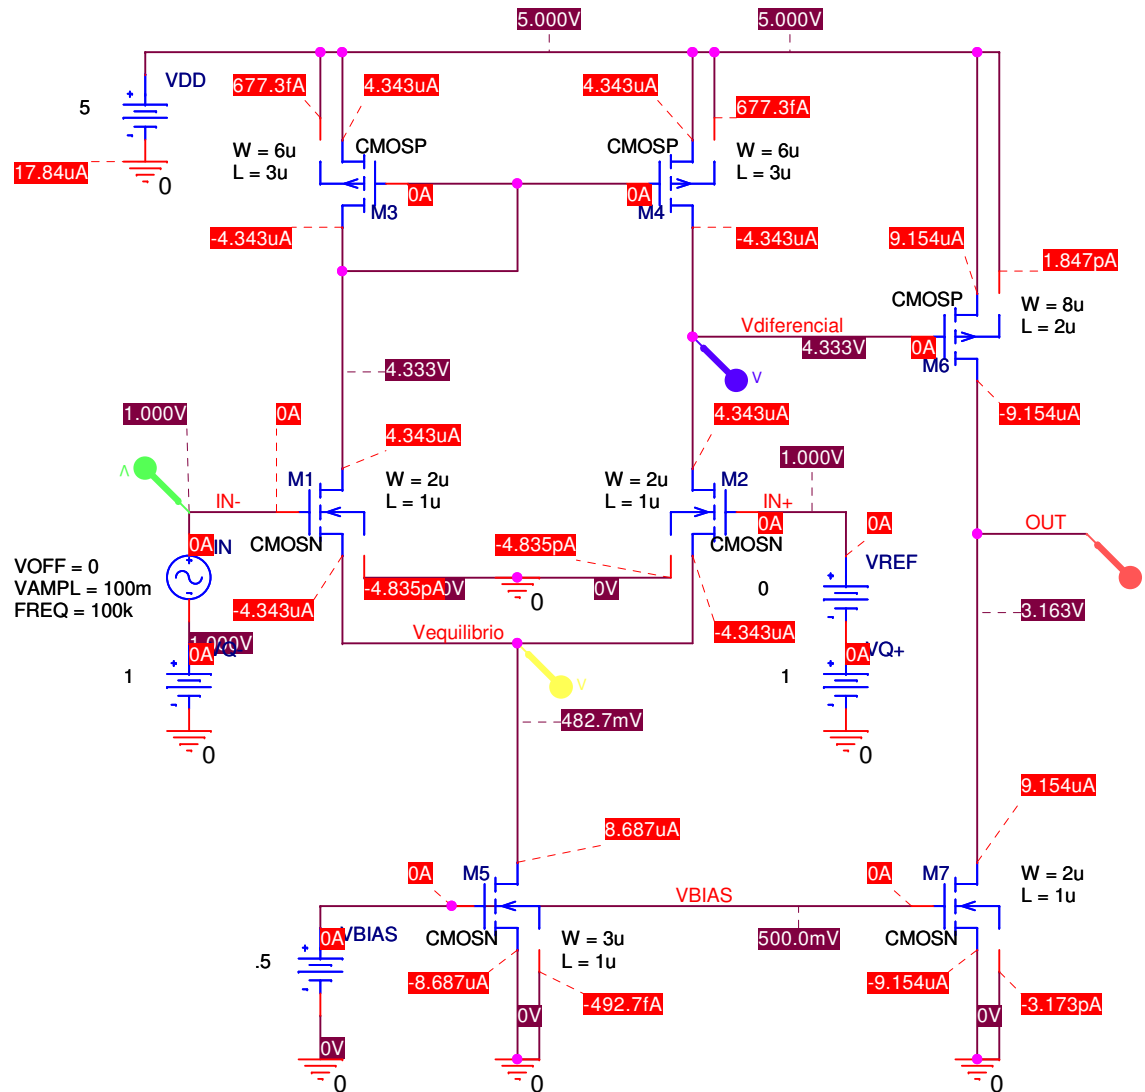 5.000V
5.000V
VDD
5
677.3fA
4.343uA
4.343uA
677.3fA
17.84uA
0
W = 6u
L = 3u
CMOSP
0A
M3
-4.343uA
CMOSP
W = 6u
L = 3u
0A
M4
-4.343uA
9.154uA
1.847pA
CMOSP
W = 8u
L = 2u
Vdiferencial
4.333V
0A
M6
-9.154uA
4.333V
V
1.000V
0A
4.343uA
4.343uA
1.000V
V
IN-
M1
W = 2u
L = 1u
CMOSN
W = 2u
L = 1u
M2
IN+
0A
CMOSN
0A
OUT
0A
IN
VOFF = 0
VAMPL = 100m
FREQ = 100k
-4.343uA
-4.835pA
0V
-4.835pA
0V
0
0
VREF
3.163V
-4.343uA
Vequilibrio
V
1.000V
0A
1
0
0A
VQ+
1
0
482.7mV
8.687uA
9.154uA
0A
M5
CMOSN
W = 3u
L = 1u
VBIAS
500.0mV
0A
M7
CMOSN
W = 2u
L = 1u
0A
VBIAS
.5
-8.687uA
-492.7fA
-9.154uA
-3.173pA
0V
0V
0V
0
0
0